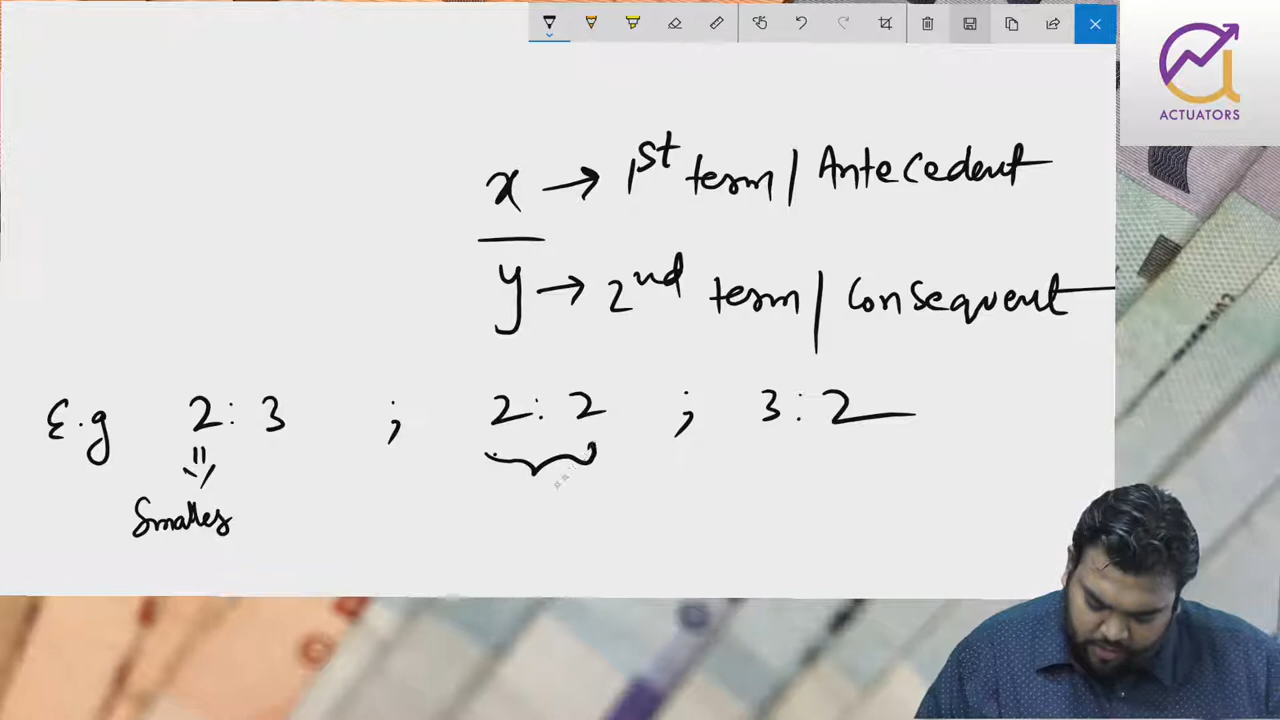 ACTUATORS
x → 1st term / Antecedent
y → 2nd term / Consequent
E.g 2 : 3 ; 2 : 2 ; 3 : 2
Smaller